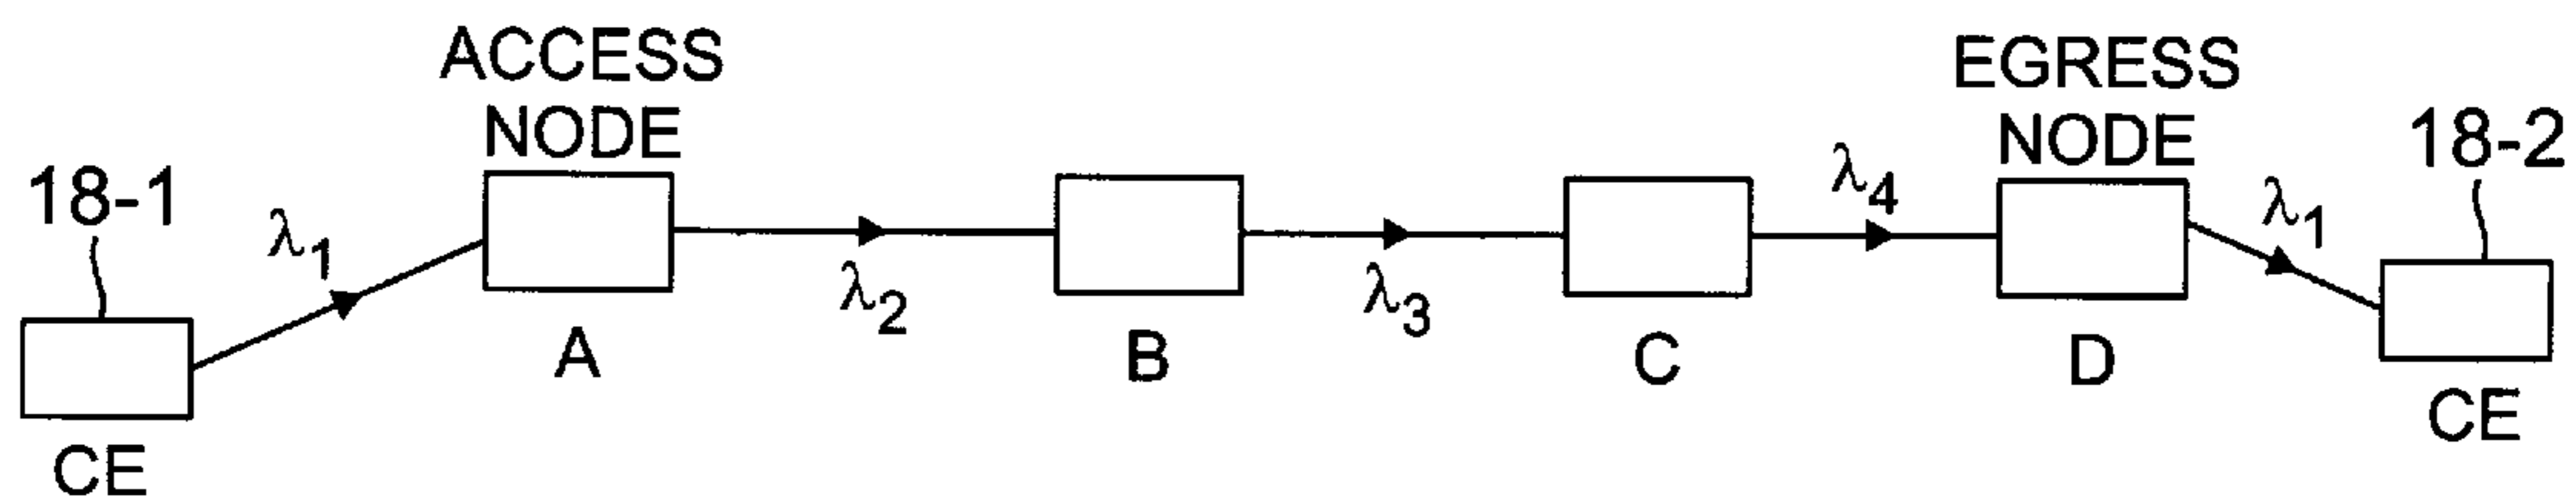 ACCESS
NODE
EGRESS
NODE
18-1
18-2
λ1
λ2
λ3
λ4
λ1
A
B
C
D
CE
CE